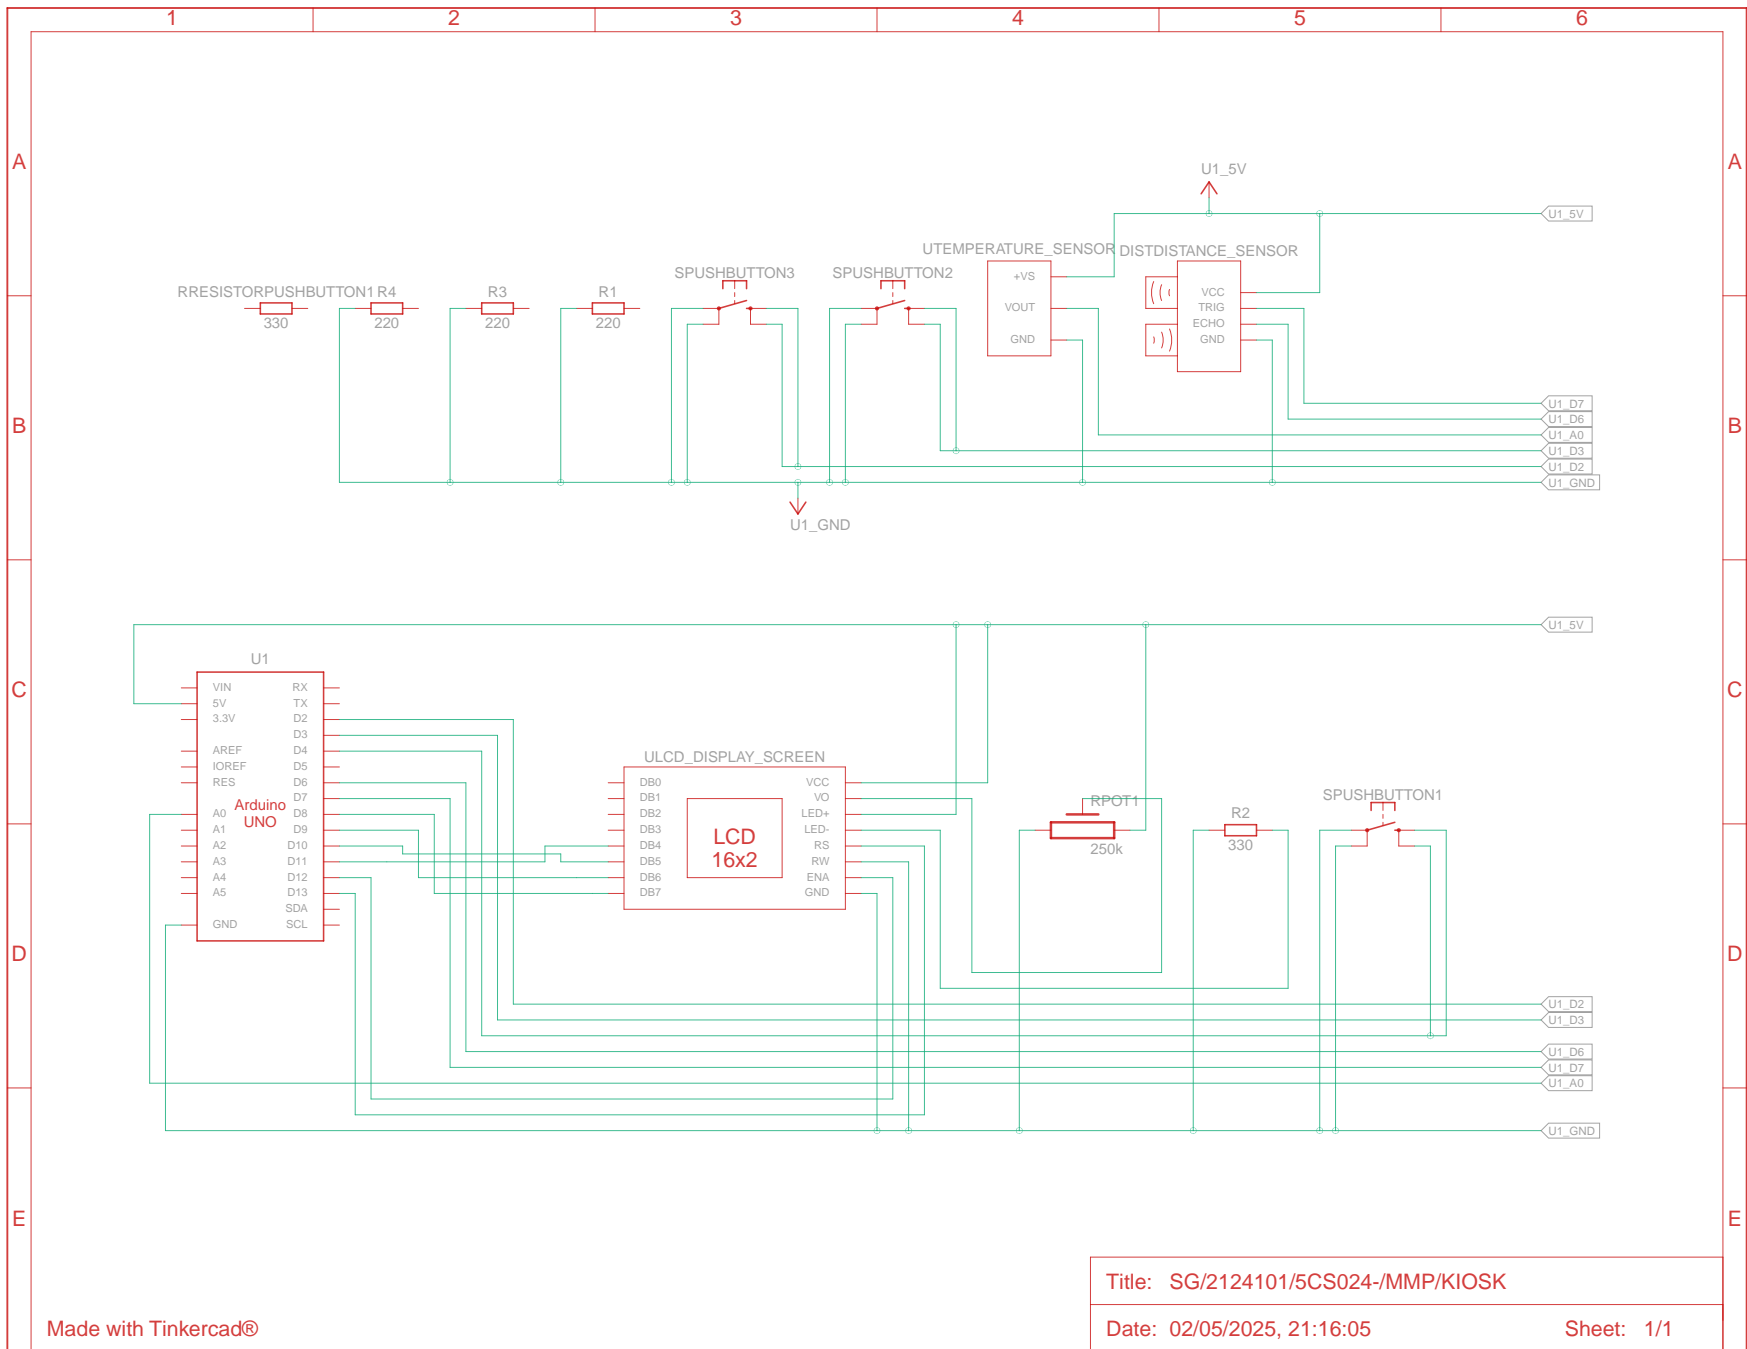 1 2 3 4 5 6
A A
U1_5V
U1_5V
UTEMPERATURE_SENSOR DISTDISTANCE_SENSOR
SPUSHBUTTON3 SPUSHBUTTON2
+VS
VOUT
GND
VCC
TRIG
ECHO
GND
RRESISTORPUSHBUTTON1 R4 R3 R1
330 220 220 220
B B
U1_D7
U1_D6
U1_A0
U1_D3
U1_D2
U1_GND
U1_GND
U1_5V
C C
U1
VIN RX
5V TX
3.3V D2
D3
AREF D4
IOREF D5
RES D6
D7
Arduino
UNO
A0 D8
A1 D9
A2 D10
A3 D11
A4 D12
A5 D13
SDA
GND SCL
ULCD_DISPLAY_SCREEN
DB0 VCC
DB1 VO
DB2 LED+
DB3 LED-
DB4 RS
DB5 RW
DB6 ENA
DB7 GND
LCD
16x2
RPOT1
250k
R2
330
SPUSHBUTTON1
D D
U1_D2
U1_D3
U1_D6
U1_D7
U1_A0
U1_GND
E E
Title: SG/2124101/5CS024-/MMP/KIOSK
Made with Tinkercad®
Date: 02/05/2025, 21:16:05 Sheet: 1/1